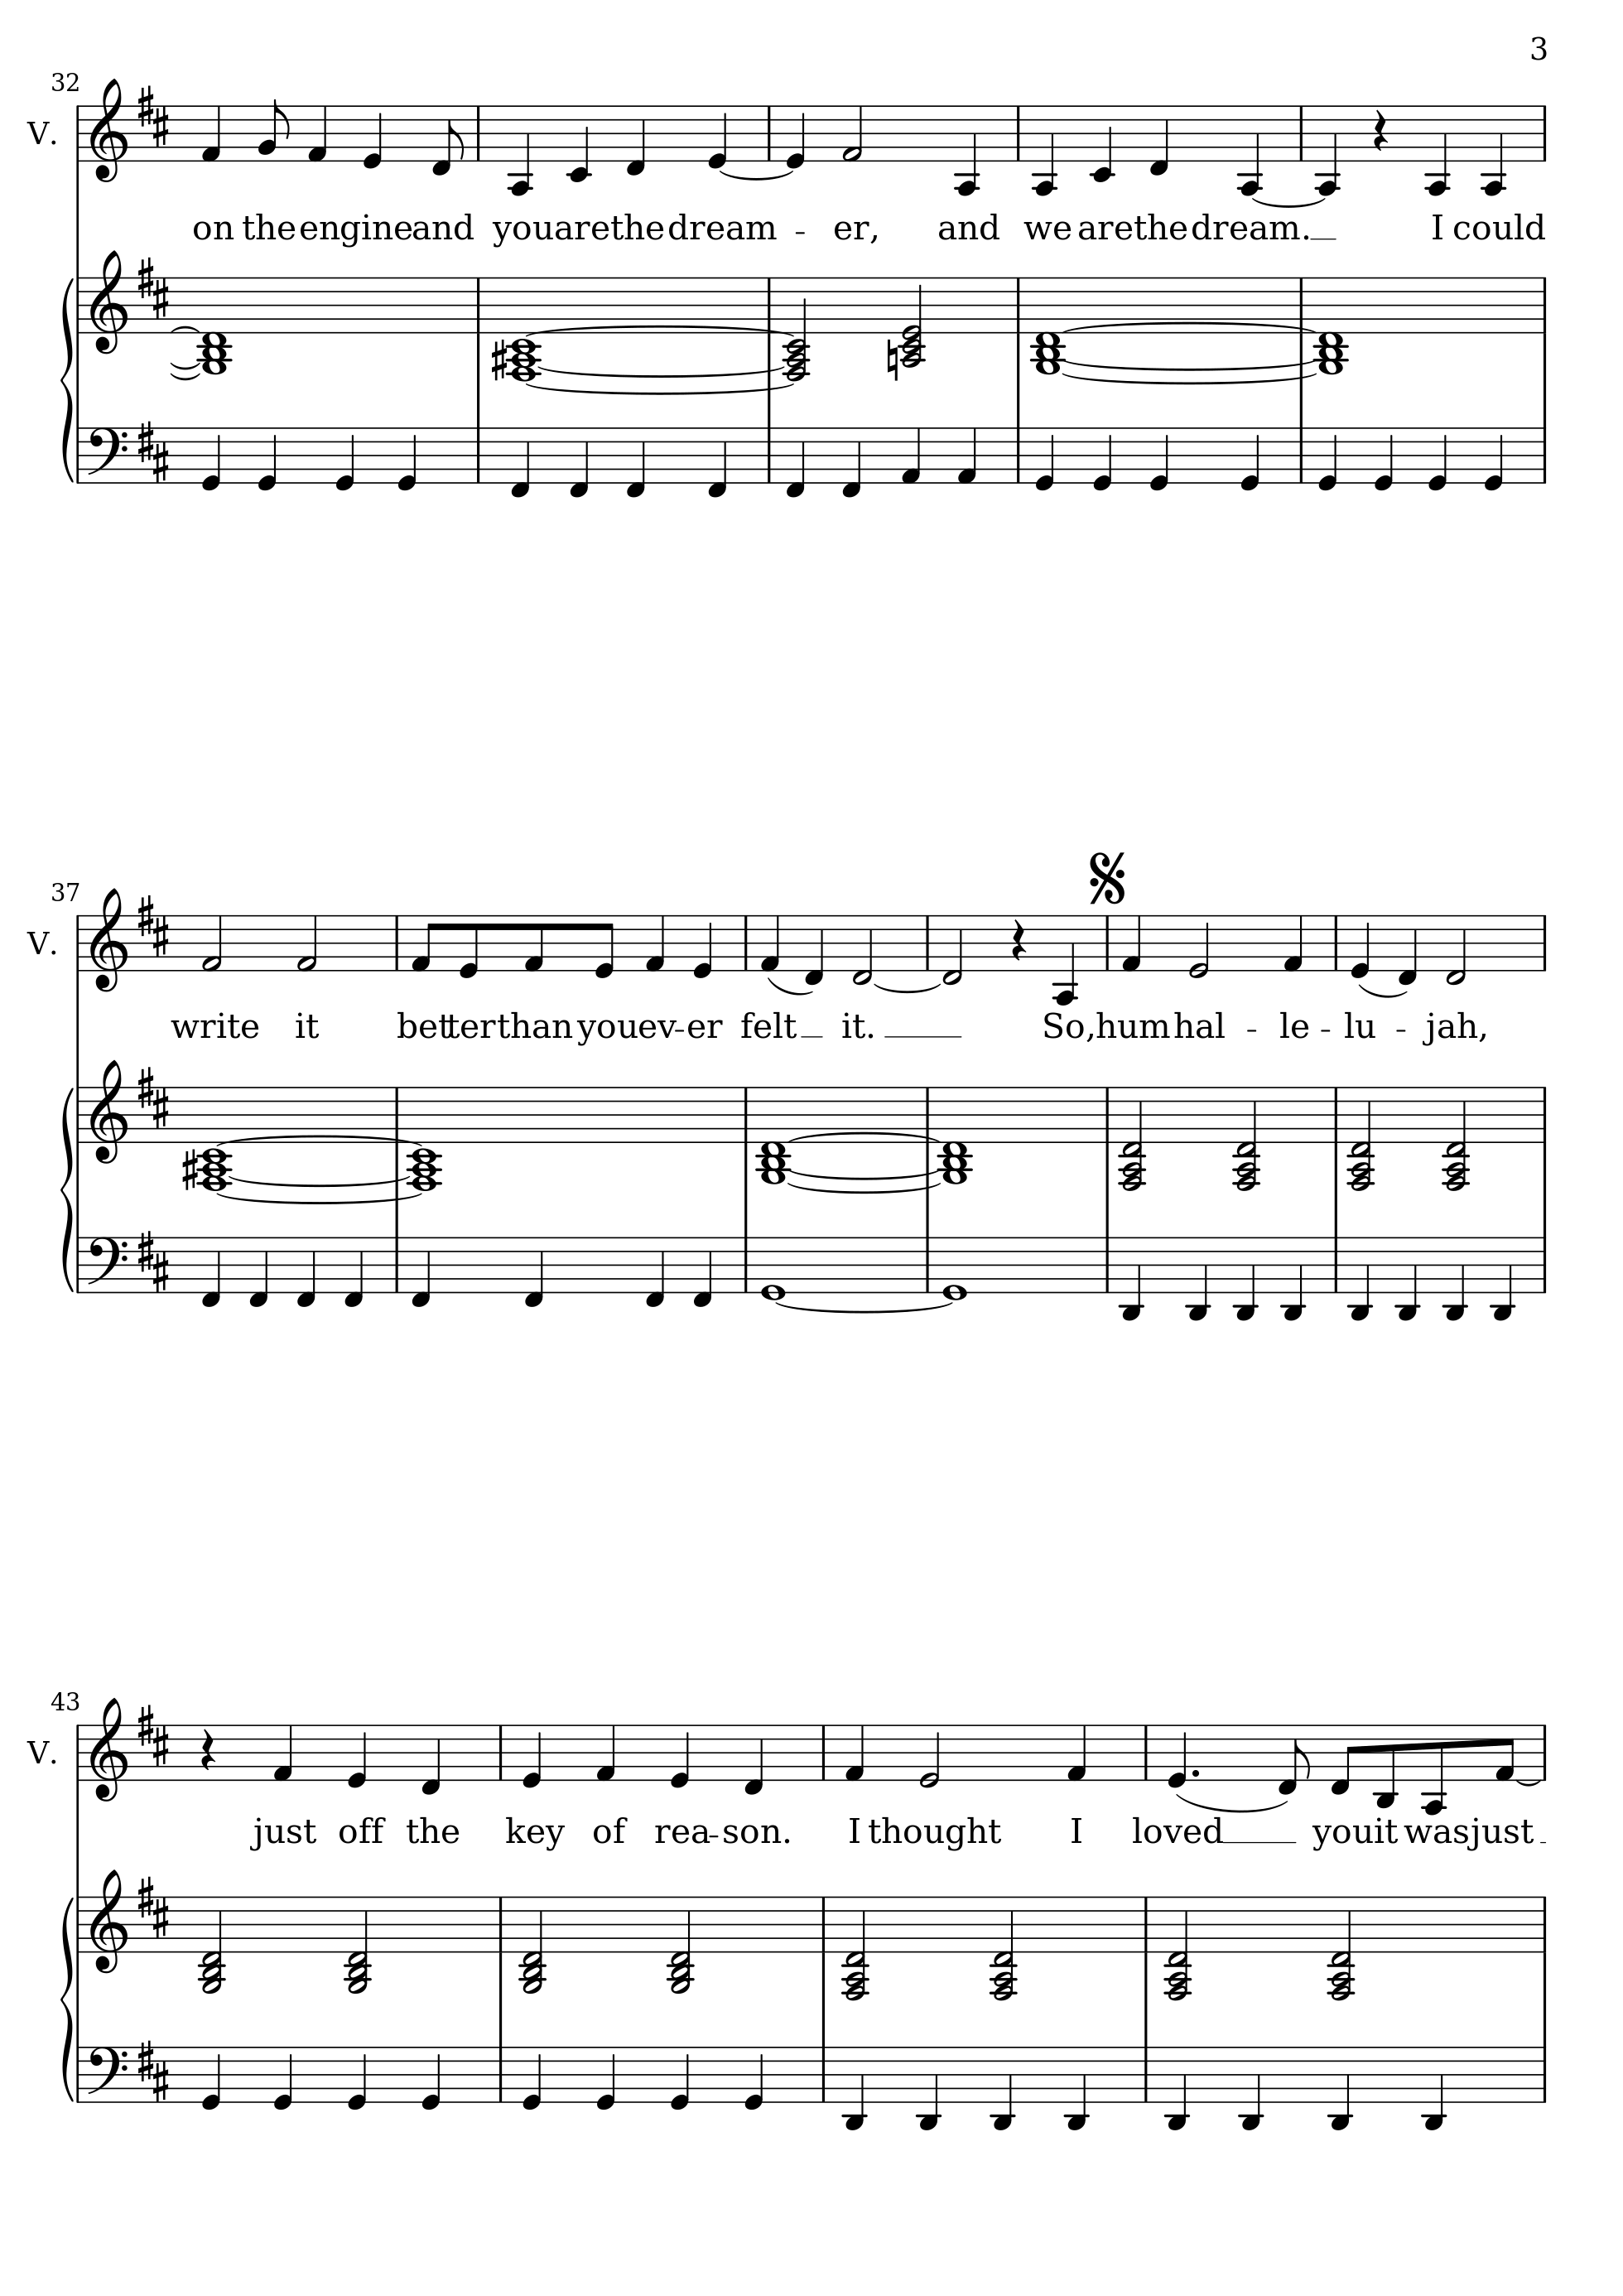 3
32
V.
on the engine and you are the dream - er, and we are the dream. I could
37
V.
write it better than you ev - er felt it. So, hum hal - le - lu - jah,
43
V.
just off the key of rea - son. I thought I loved you it was just